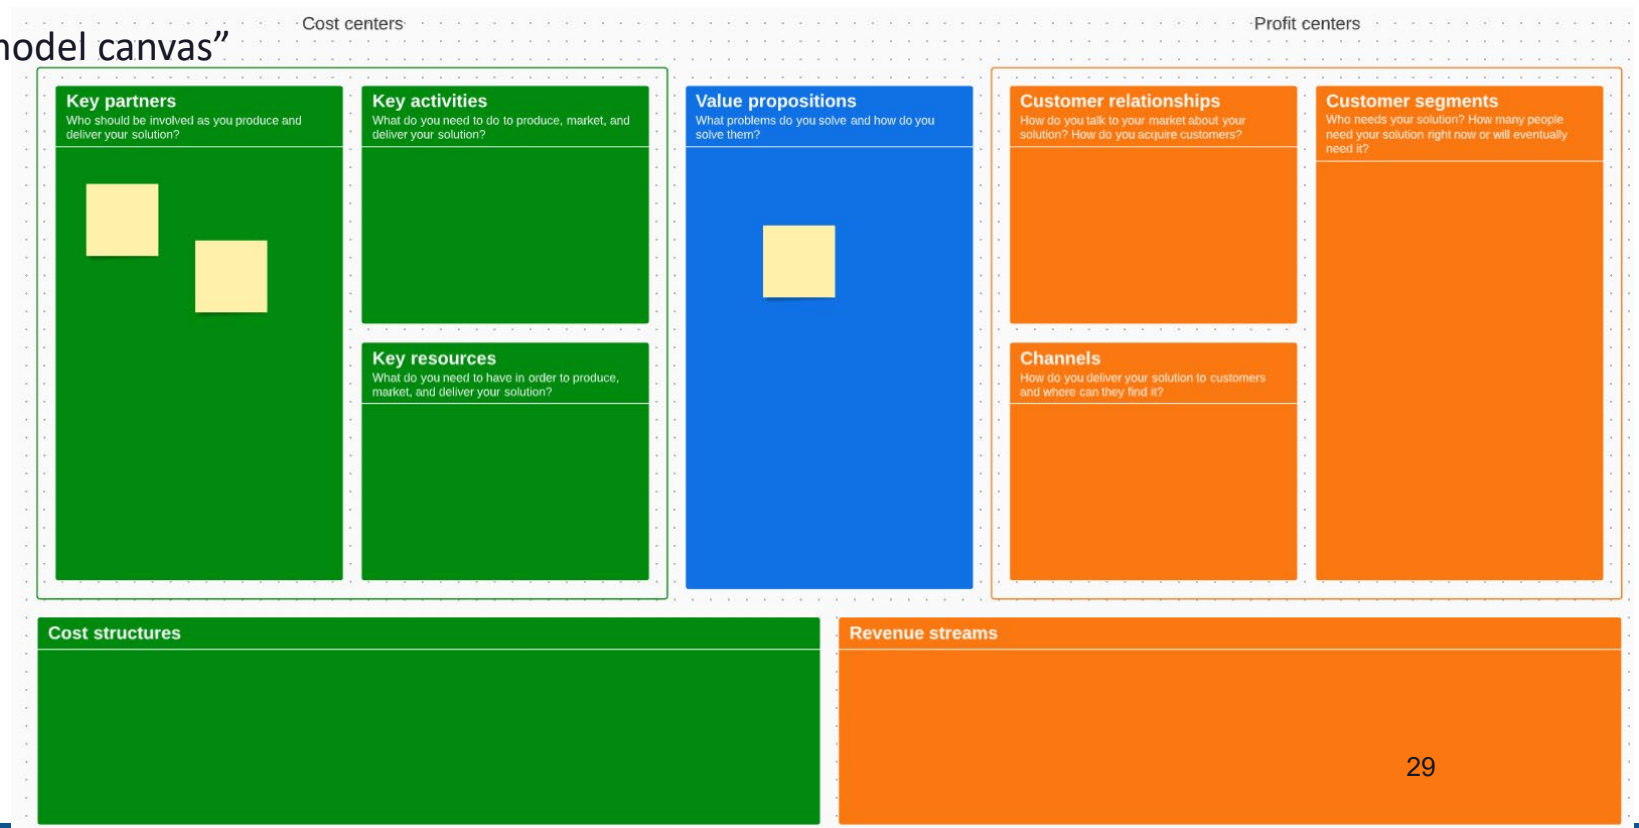 Cost centers
Profit centers
model canvas”
Key partners
Who should be involved as you produce and
deliver your solution?
Key activities
What do you need to do to produce, market, and
deliver your solution?
Value propositions
What problems do you solve and how do you
solve them?
Customer relationships
How do you talk to your market about your
solution? How do you acquire customers?
Customer segments
Who needs your solution? How many people
need your solution right now or will eventually
need it?
Key resources
What do you need to have in order to produce,
market, and deliver your solution?
Channels
How do you deliver your solution to customers
and where can they find it?
Cost structures
Revenue streams
29